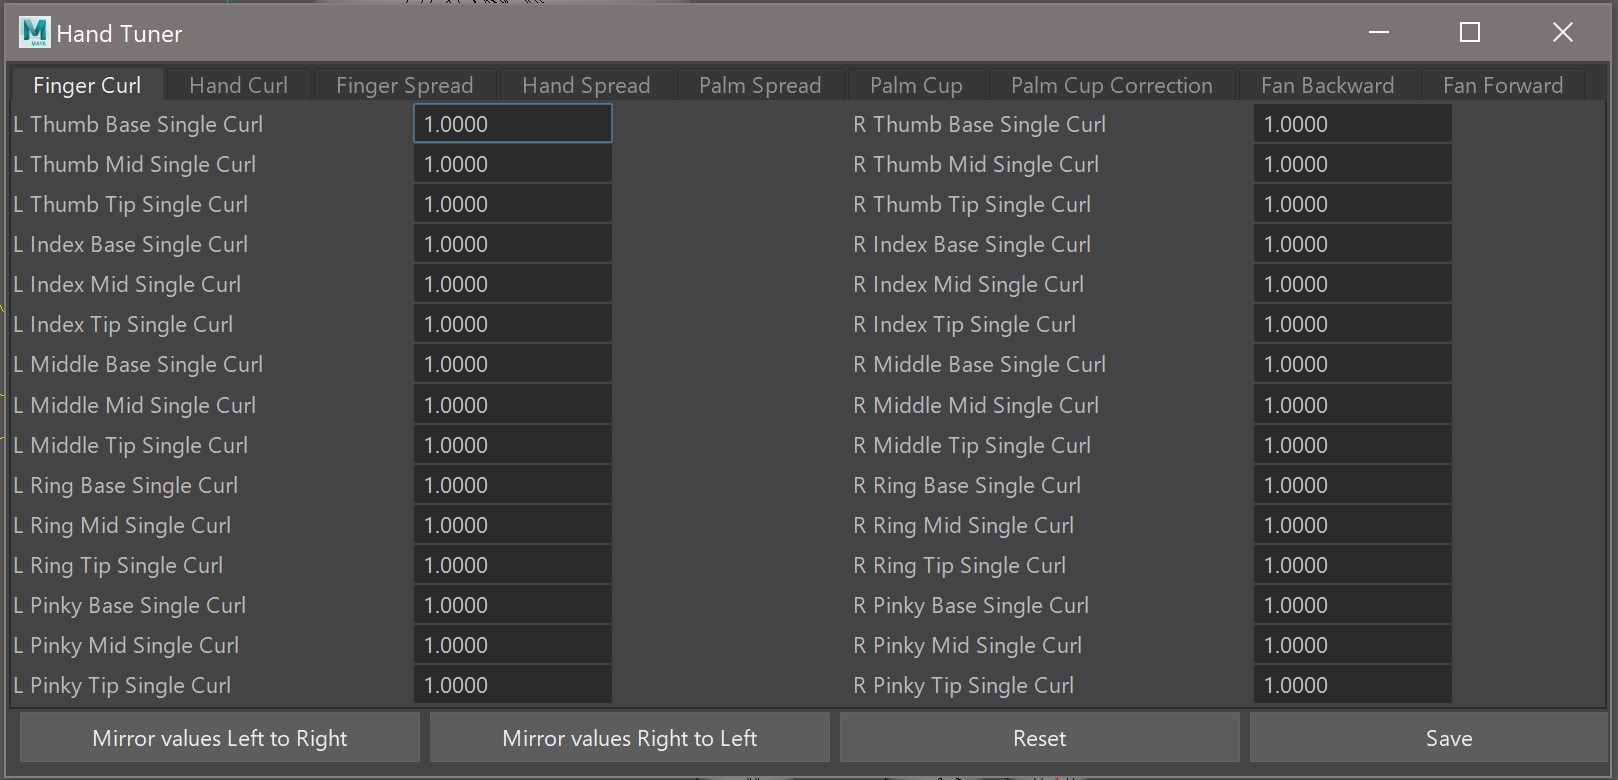 MAYA Hand Tuner
Finger Curl Hand Curl Finger Spread Hand Spread Palm Spread Palm Cup Palm Cup Correction Fan Backward Fan Forward
L Thumb Base Single Curl 1.0000 R Thumb Base Single Curl 1.0000
L Thumb Mid Single Curl 1.0000 R Thumb Mid Single Curl 1.0000
L Thumb Tip Single Curl 1.0000 R Thumb Tip Single Curl 1.0000
L Index Base Single Curl 1.0000 R Index Base Single Curl 1.0000
L Index Mid Single Curl 1.0000 R Index Mid Single Curl 1.0000
L Index Tip Single Curl 1.0000 R Index Tip Single Curl 1.0000
L Middle Base Single Curl 1.0000 R Middle Base Single Curl 1.0000
L Middle Mid Single Curl 1.0000 R Middle Mid Single Curl 1.0000
L Middle Tip Single Curl 1.0000 R Middle Tip Single Curl 1.0000
L Ring Base Single Curl 1.0000 R Ring Base Single Curl 1.0000
L Ring Mid Single Curl 1.0000 R Ring Mid Single Curl 1.0000
L Ring Tip Single Curl 1.0000 R Ring Tip Single Curl 1.0000
L Pinky Base Single Curl 1.0000 R Pinky Base Single Curl 1.0000
L Pinky Mid Single Curl 1.0000 R Pinky Mid Single Curl 1.0000
L Pinky Tip Single Curl 1.0000 R Pinky Tip Single Curl 1.0000
Mirror values Left to Right Mirror values Right to Left Reset Save